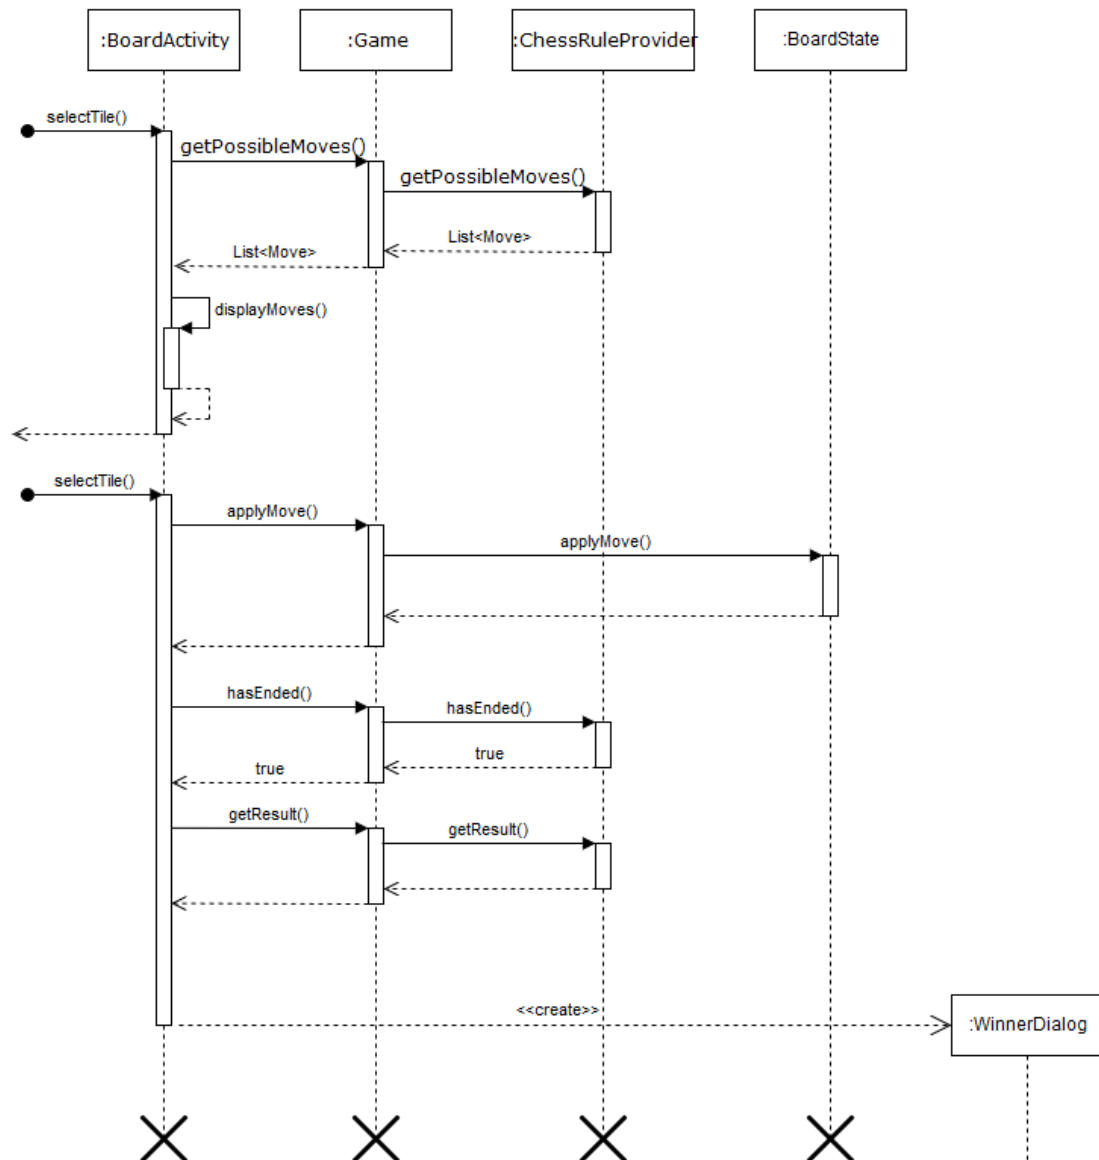 :BoardActivity
:Game
:ChessRuleProvider
:BoardState
selectTile()
getPossibleMoves()
getPossibleMoves()
List<Move>
List<Move>
displayMoves()
selectTile()
applyMove()
applyMove()
hasEnded()
hasEnded()
true
true
getResult()
getResult()
<<create>>
:WinnerDialog